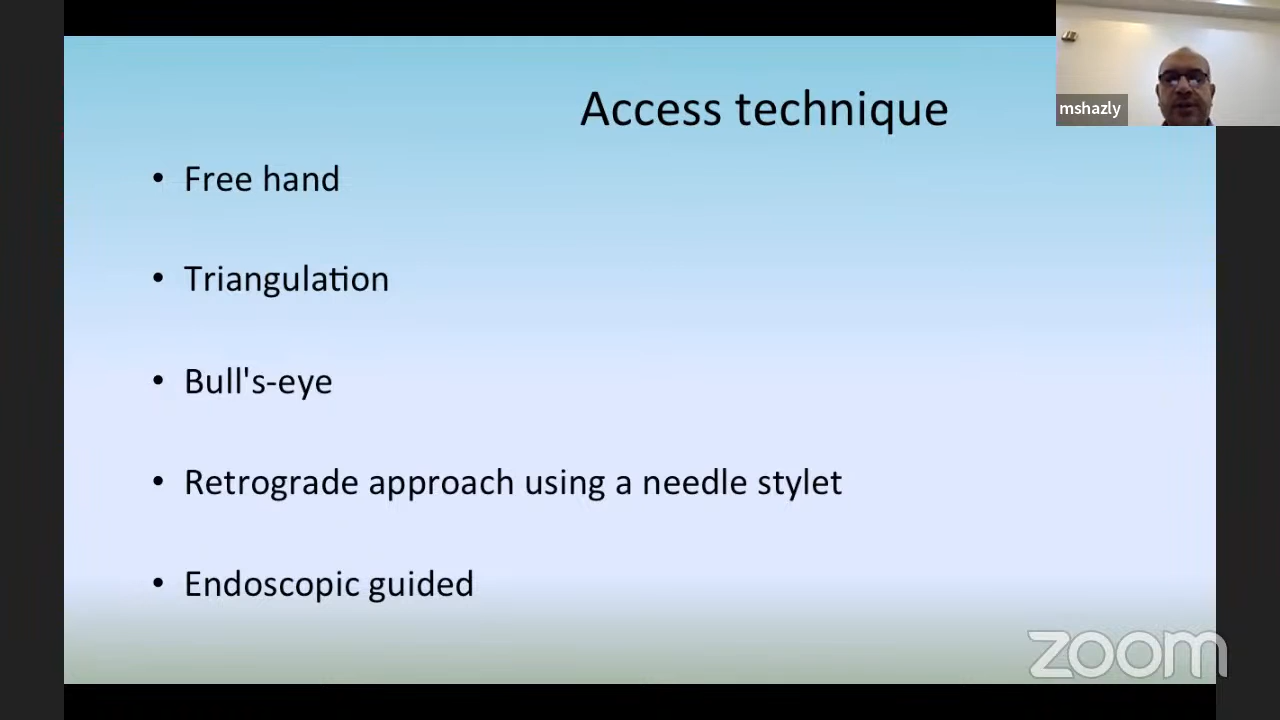 Access technique
mshazly
• Free hand
• Triangulation
• Bull's-eye
• Retrograde approach using a needle stylet
• Endoscopic guided
zoom